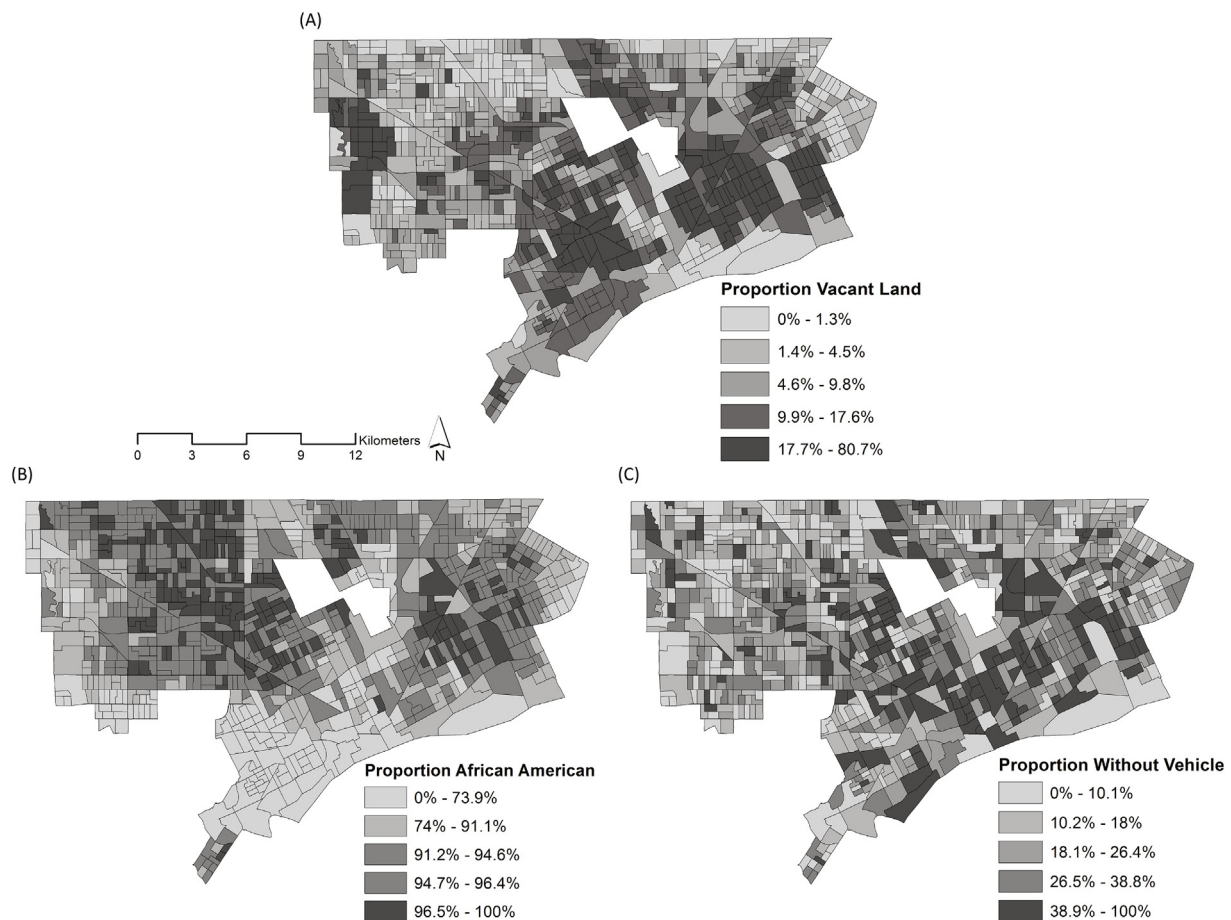 (A)
Proportion Vacant Land
0% - 1.3%
1.4% - 4.5%
4.6% - 9.8%
9.9% - 17.6%
17.7% - 80.7%
Kilometers
0 3 6 9 12
N
(B)
Proportion African American
0% - 73.9%
74% - 91.1%
91.2% - 94.6%
94.7% - 96.4%
96.5% - 100%
(C)
Proportion Without Vehicle
0% - 10.1%
10.2% - 18%
18.1% - 26.4%
26.5% - 38.8%
38.9% - 100%